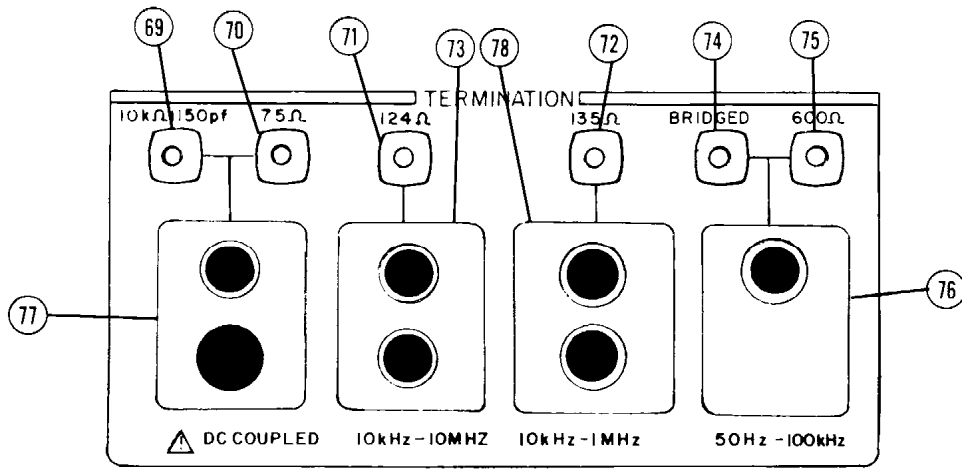 69 70 71 73 78 72 74 75
TERMINATION
10kΩ 1150pf 75Ω 124Ω 135Ω BRIDGED 600Ω
77 76
⚠ DC COUPLED 10kHz-10MHZ 10kHz-1MHz 50Hz-100kHz